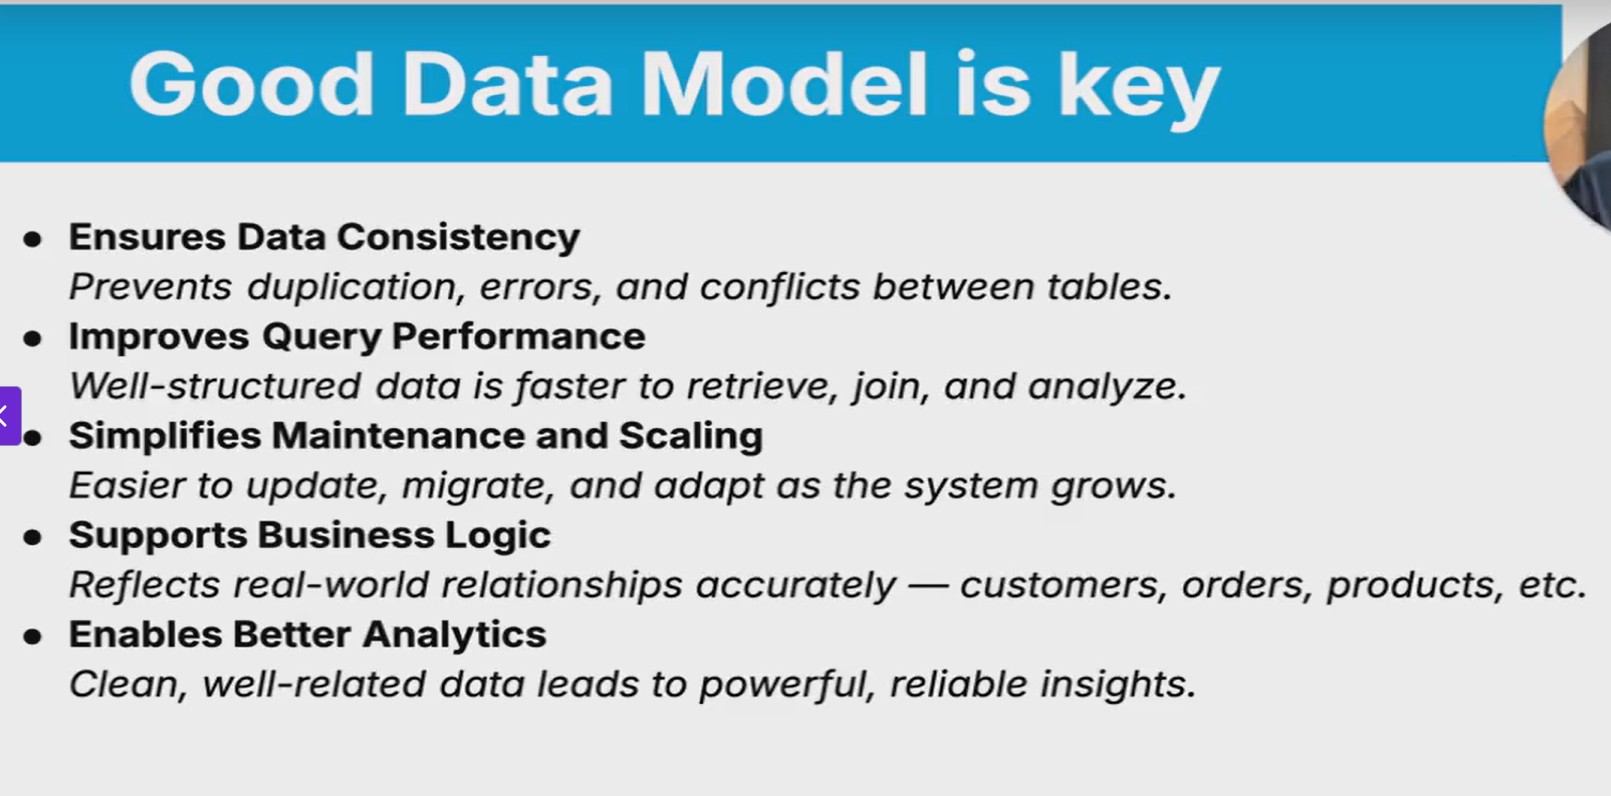 Good Data Model is key
● Ensures Data Consistency
Prevents duplication, errors, and conflicts between tables.
● Improves Query Performance
Well-structured data is faster to retrieve, join, and analyze.
● Simplifies Maintenance and Scaling
Easier to update, migrate, and adapt as the system grows.
● Supports Business Logic
Reflects real-world relationships accurately — customers, orders, products, etc.
● Enables Better Analytics
Clean, well-related data leads to powerful, reliable insights.